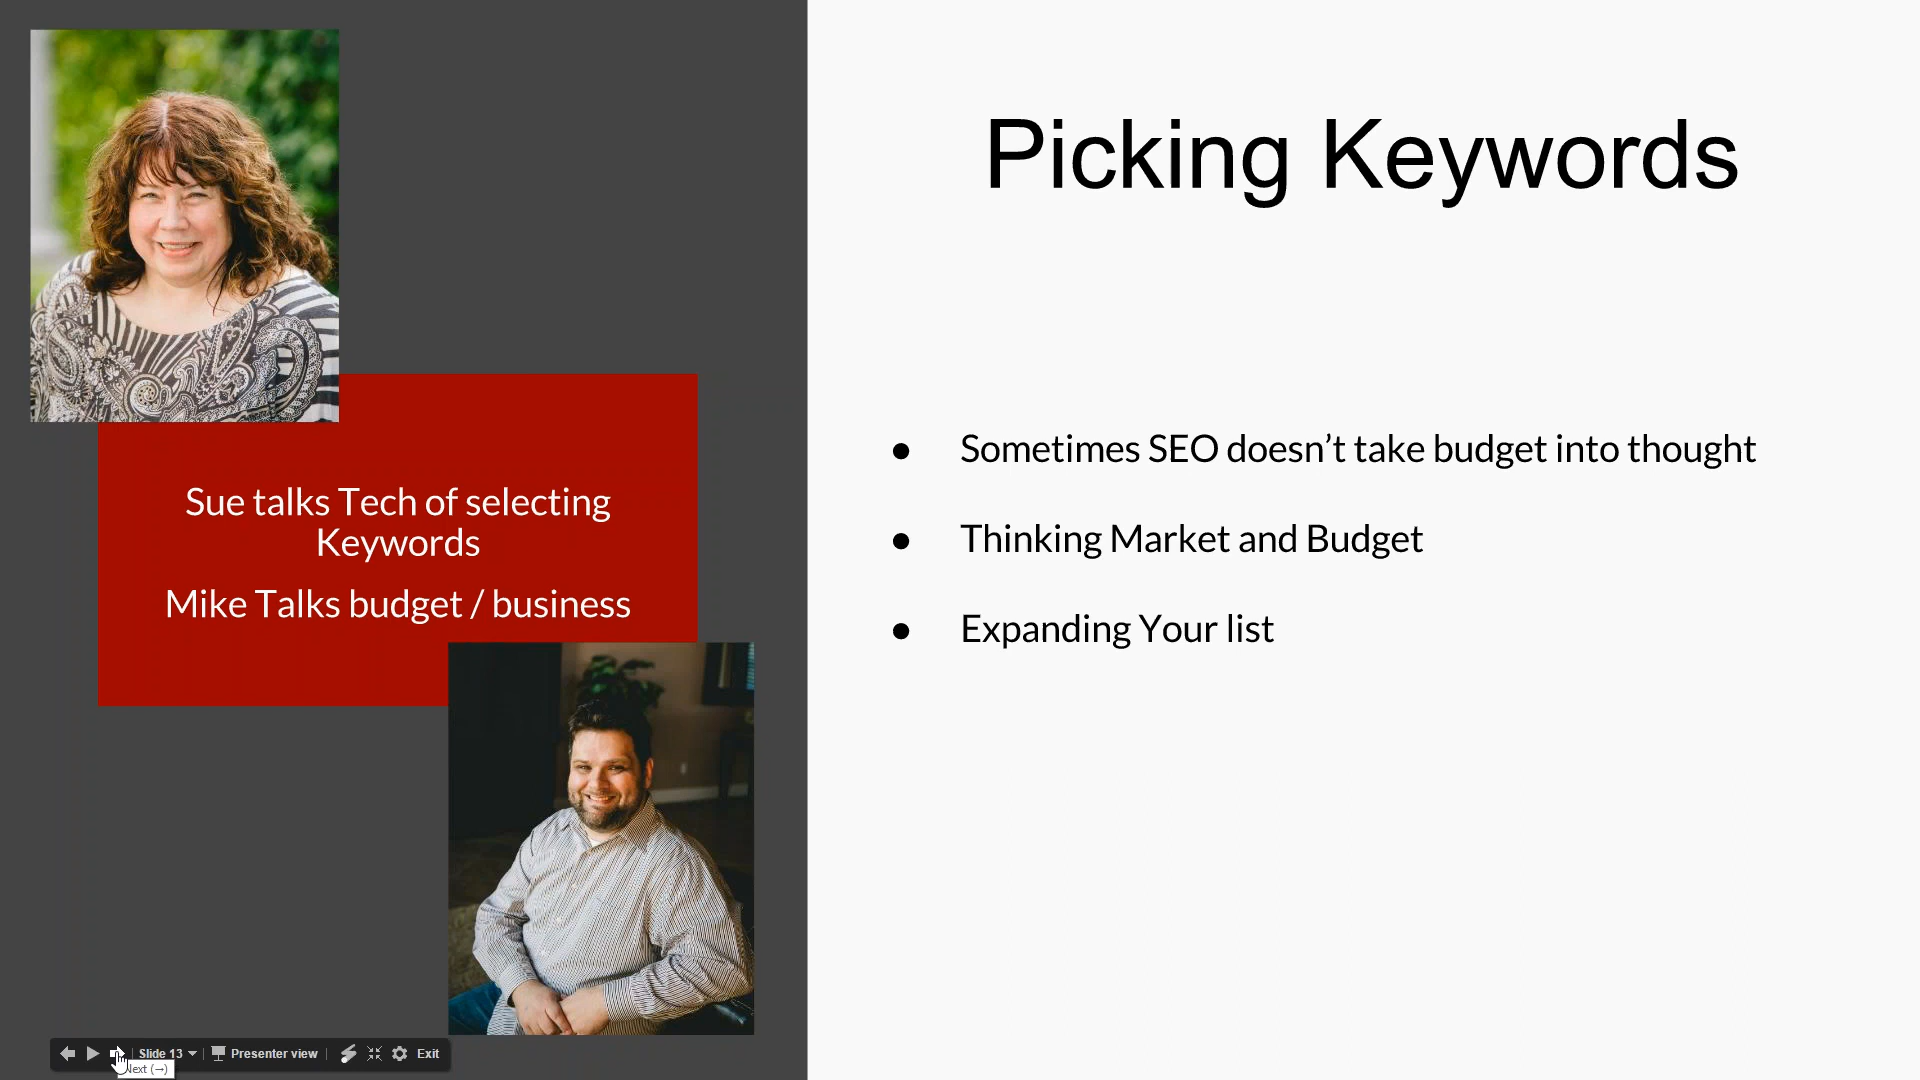 Picking Keywords
Sue talks Tech of selecting
Keywords
Mike Talks budget / business
● Sometimes SEO doesn’t take budget into thought
● Thinking Market and Budget
● Expanding Your list
Slide 13 Presenter view Exit
Next (→)